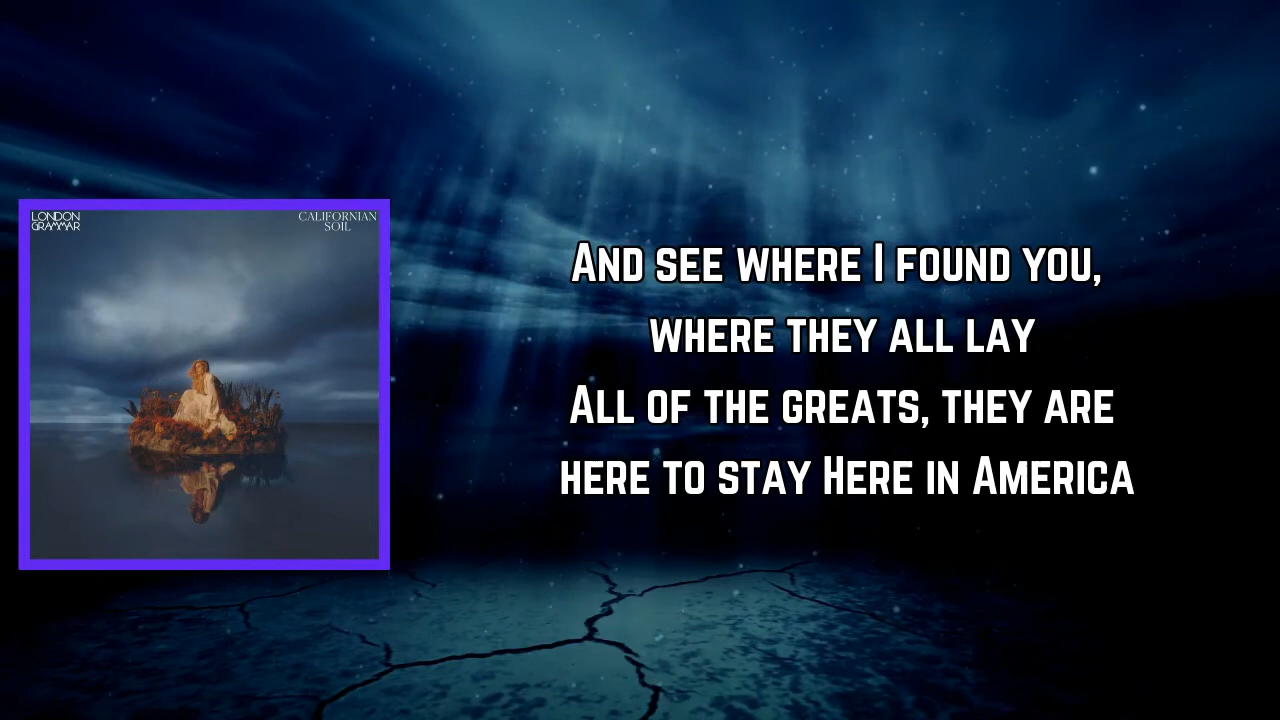 LONDON
GRAMMAR
CALIFORNIAN
SOIL
And see where I found you,
where they all lay
All of the greats, they are
here to stay Here in America